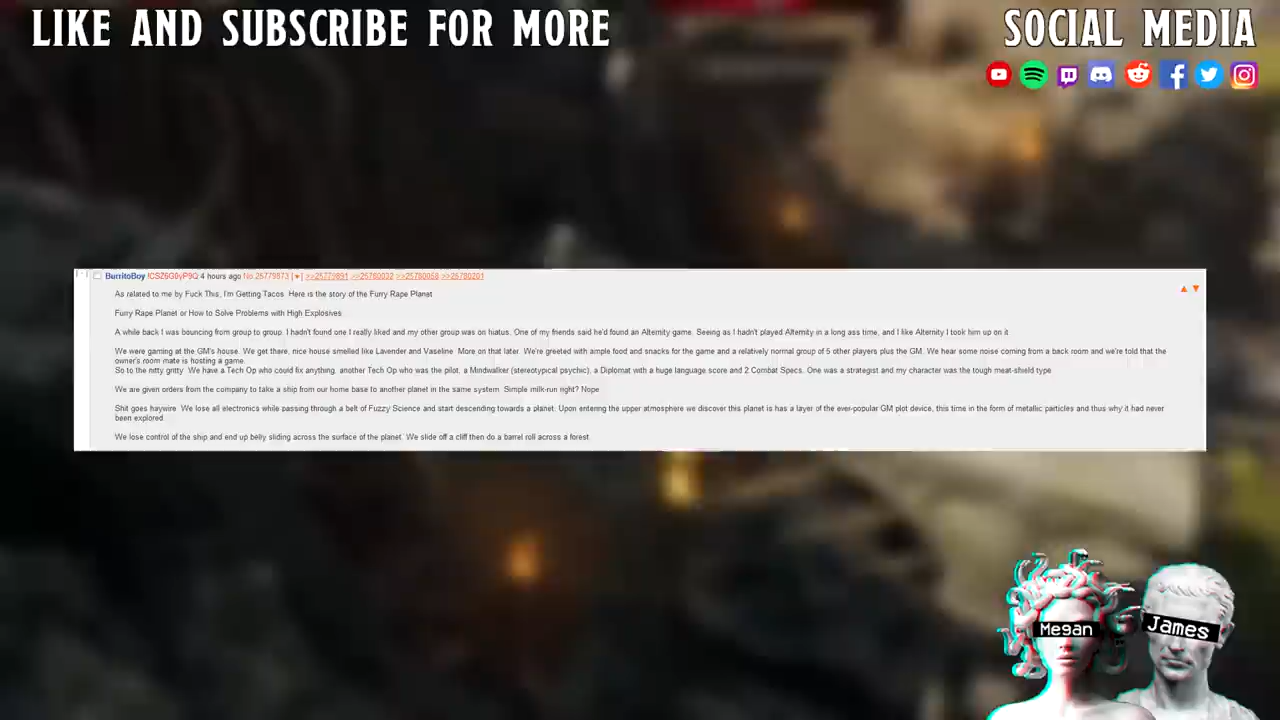 LIKE AND SUBSCRIBE FOR MORE
SOCIAL MEDIA
BurritoBoy !CSZ6G0yP9Q 4 hours ago No.25779873 [▼] >>25779891 >>25780032 >>25780058 >>25780201
As related to me by Fuck This, I'm Getting Tacos Here is the story of the Furry Rape Planet
Furry Rape Planet or How to Solve Problems with High Explosives
A while back I was bouncing from group to group. I hadn't found one I really liked and my other group was on hiatus. One of my friends said he'd found an Alternity game. Seeing as I hadn't played Alternity in a long ass time, and I like Alternity I took him up on it
We were gaming at the GM's house. We get there, nice house smelled like Lavender and Vaseline. More on that later. We're greeted with ample food and snacks for the game and a relatively normal group of 5 other players plus the GM. We hear some noise coming from a back room and we're told that the
owner's room mate is hosting a game.
So to the nitty gritty. We have a Tech Op who could fix anything, another Tech Op who was the pilot, a Mindwalker (stereotypical psychic), a Diplomat with a huge language score and 2 Combat Specs. One was a strategist and my character was the tough meat-shield type
We are given orders from the company to take a ship from our home base to another planet in the same system. Simple milk-run right? Nope
Shit goes haywire. We lose all electronics while passing through a belt of Fuzzy Science and start descending towards a planet. Upon entering the upper atmosphere we discover this planet is has a layer of the ever-popular GM plot device, this time in the form of metallic particles and thus why it had never
been explored
We lose control of the ship and end up belly sliding across the surface of the planet. We slide off a cliff then do a barrel roll across a forest
Megan
James